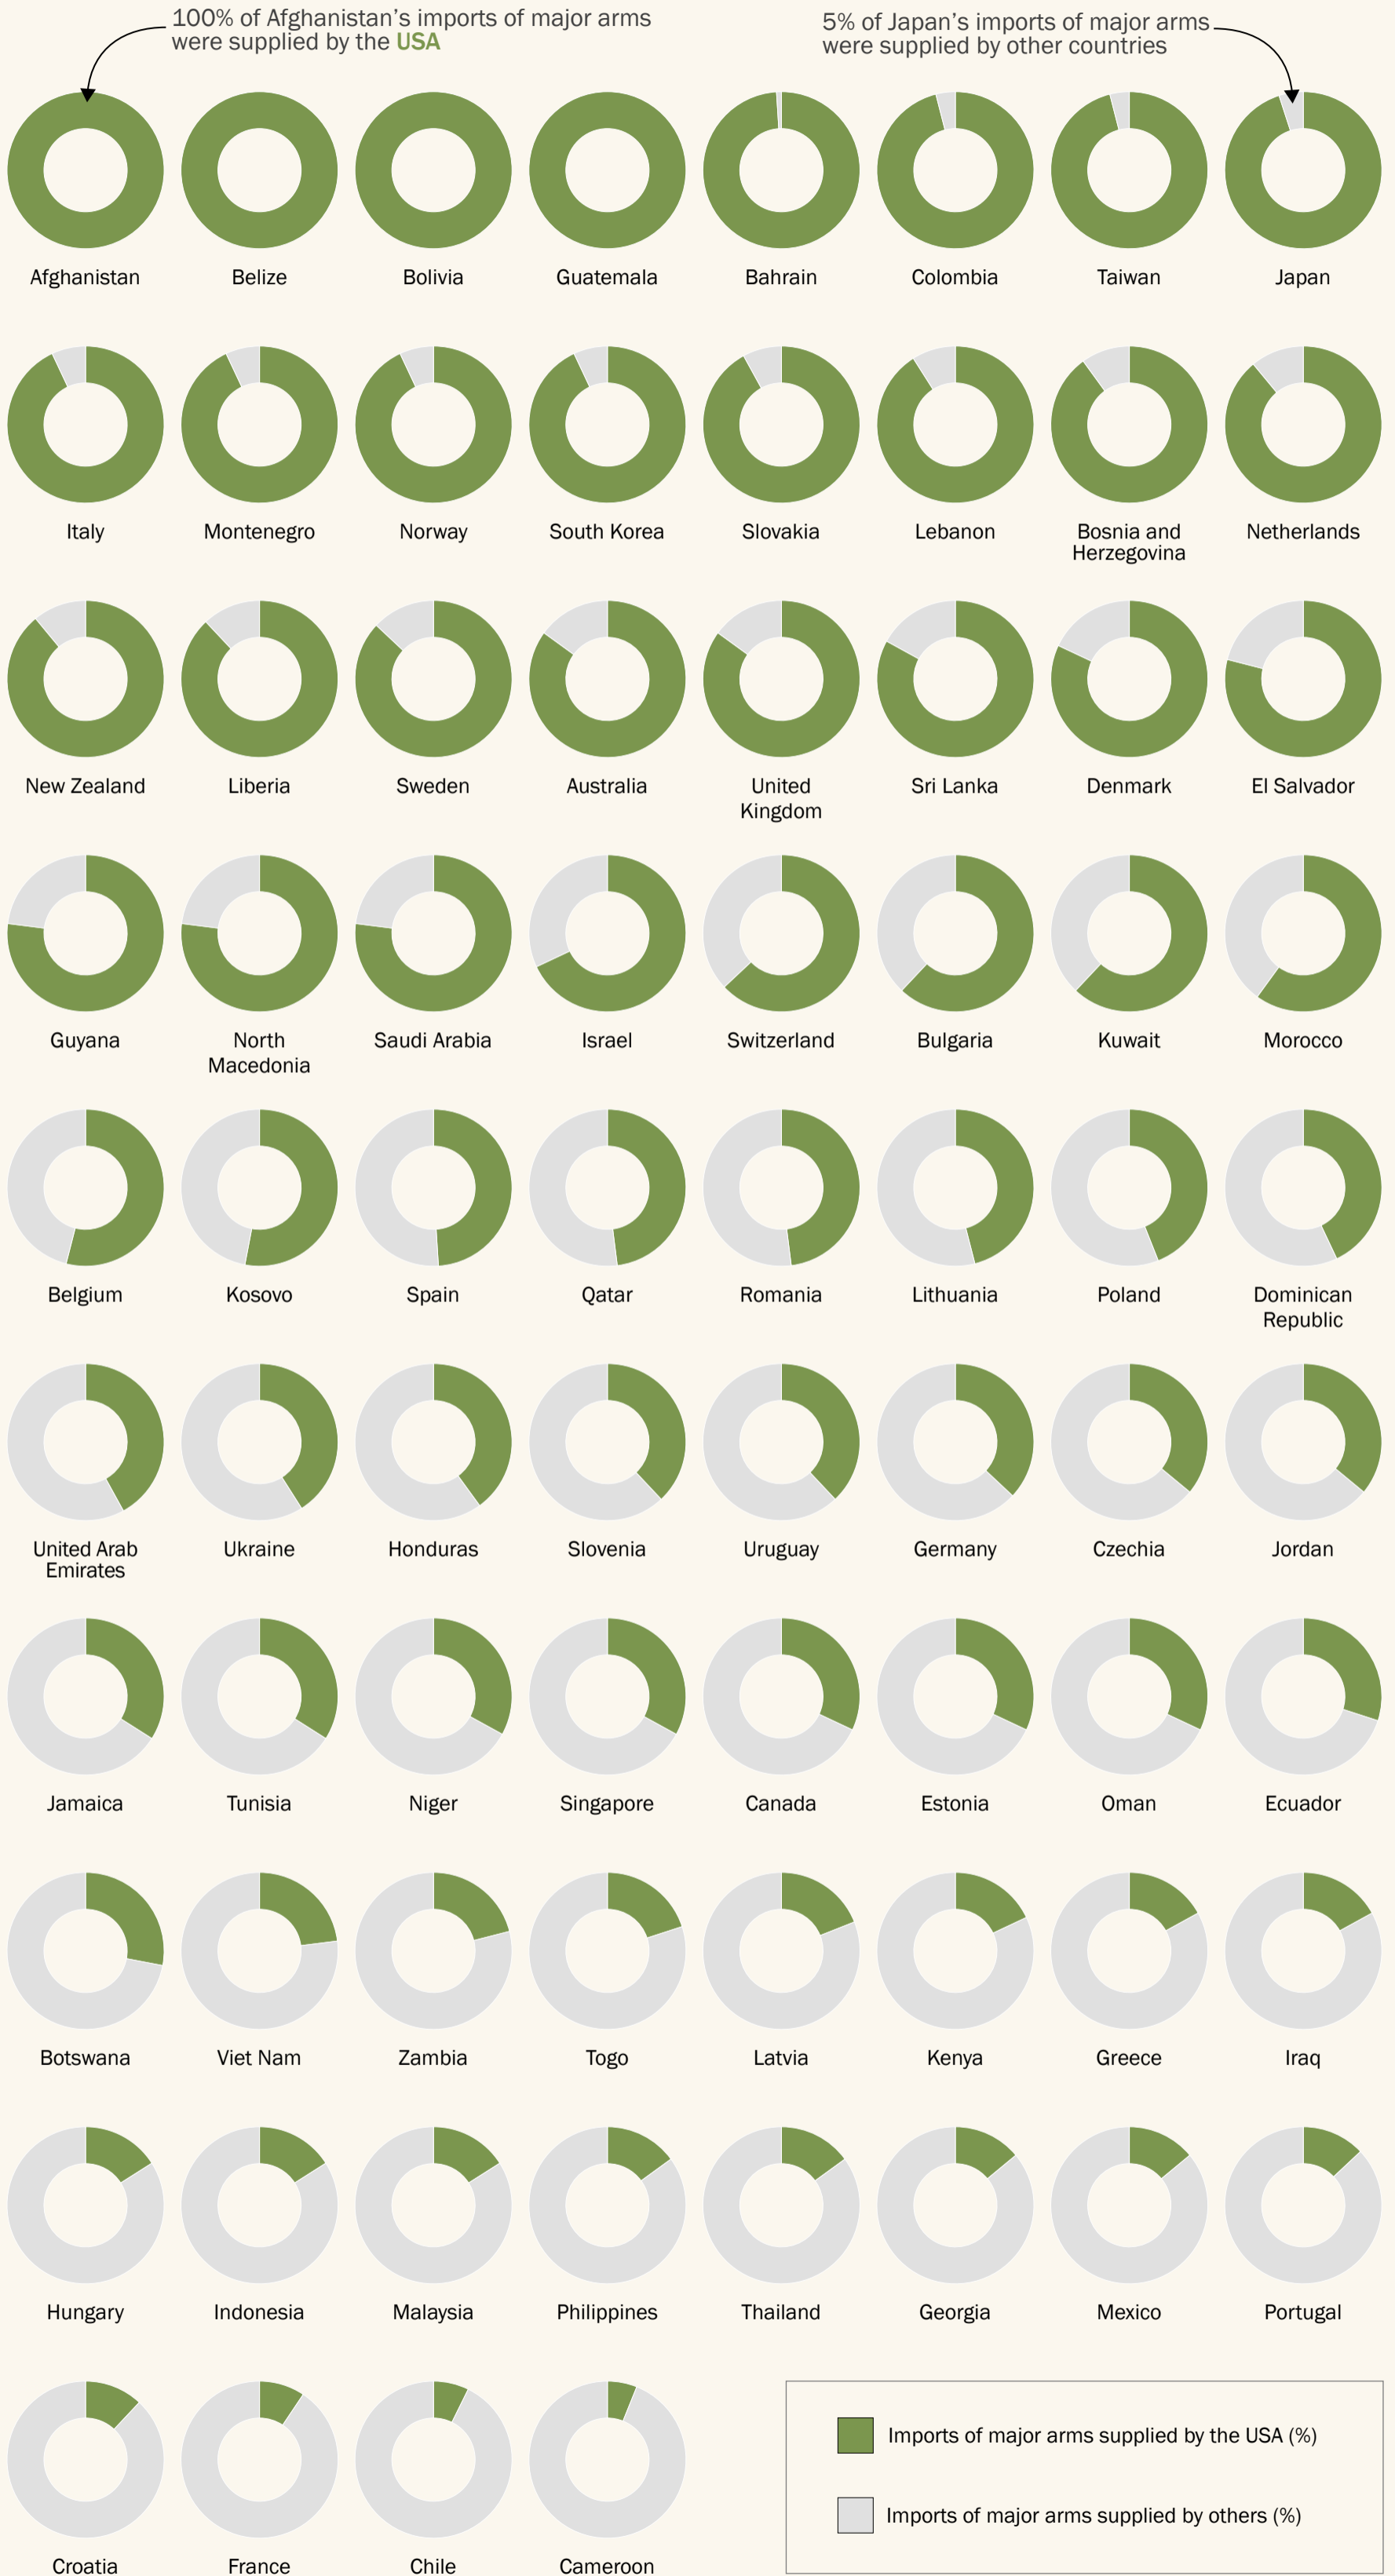 100% of Afghanistan’s imports of major arms
were supplied by the USA
5% of Japan’s imports of major arms
were supplied by other countries
Afghanistan
Belize
Bolivia
Guatemala
Bahrain
Colombia
Taiwan
Japan
Italy
Montenegro
Norway
South Korea
Slovakia
Lebanon
Bosnia and
Herzegovina
Netherlands
New Zealand
Liberia
Sweden
Australia
United
Kingdom
Sri Lanka
Denmark
El Salvador
Guyana
North
Macedonia
Saudi Arabia
Israel
Switzerland
Bulgaria
Kuwait
Morocco
Belgium
Kosovo
Spain
Qatar
Romania
Lithuania
Poland
Dominican
Republic
United Arab
Emirates
Ukraine
Honduras
Slovenia
Uruguay
Germany
Czechia
Jordan
Jamaica
Tunisia
Niger
Singapore
Canada
Estonia
Oman
Ecuador
Botswana
Viet Nam
Zambia
Togo
Latvia
Kenya
Greece
Iraq
Hungary
Indonesia
Malaysia
Philippines
Thailand
Georgia
Mexico
Portugal
Croatia
France
Chile
Cameroon
Imports of major arms supplied by the USA (%)
Imports of major arms supplied by others (%)